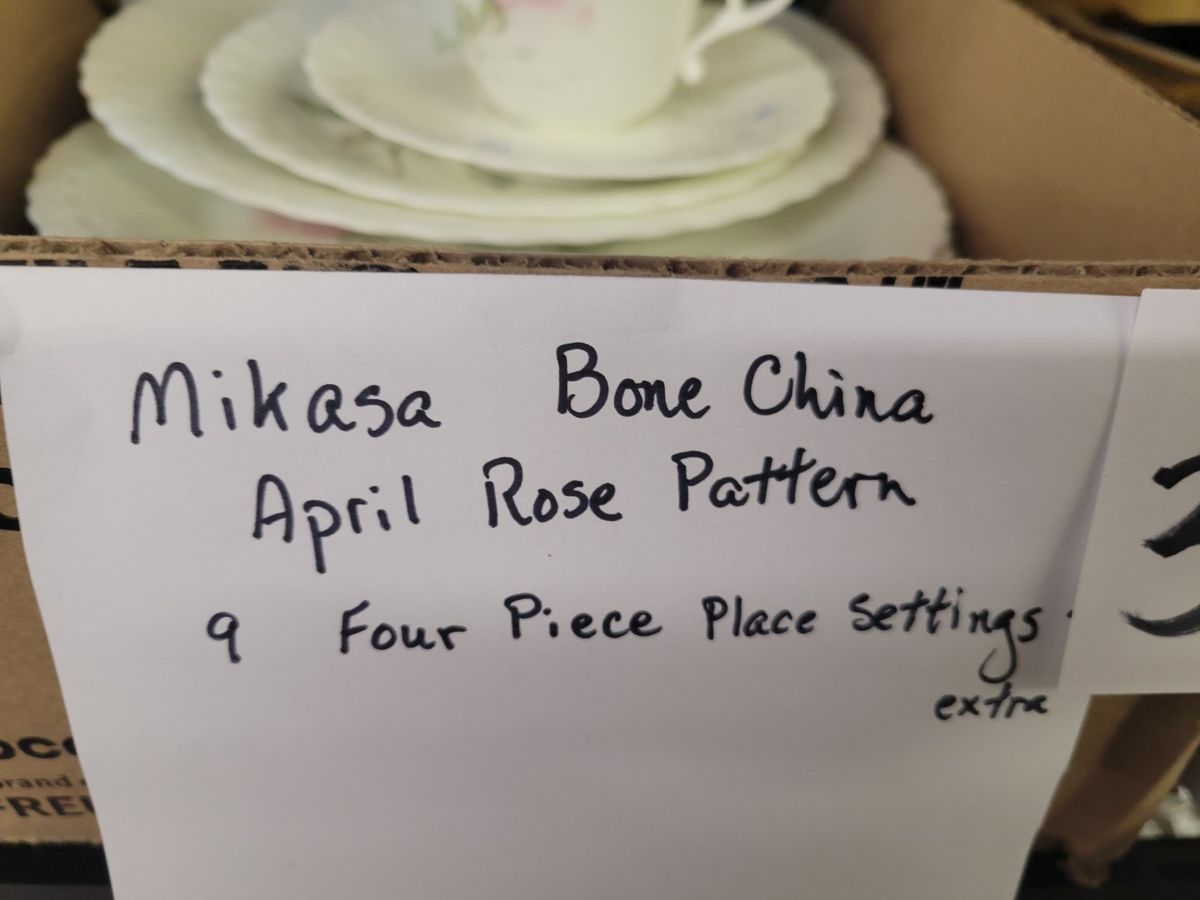 Mikasa Bone China
April Rose Pattern
9 Four Piece Place Settings
extra